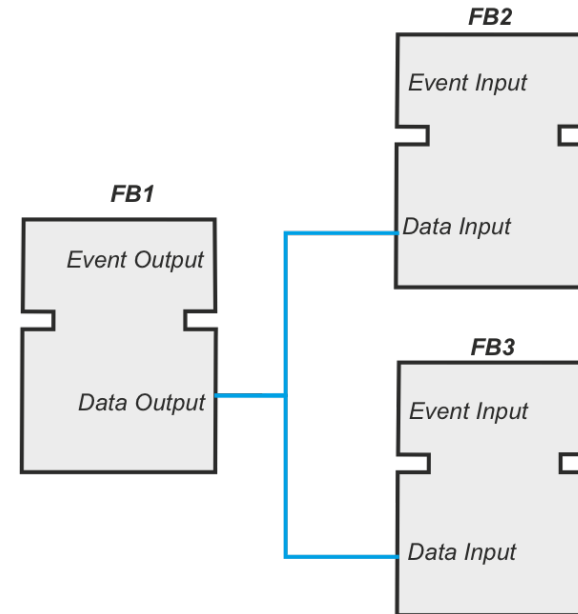 FB2
Event Input
Data Input
FB1
Event Output
Data Output
FB3
Event Input
Data Input